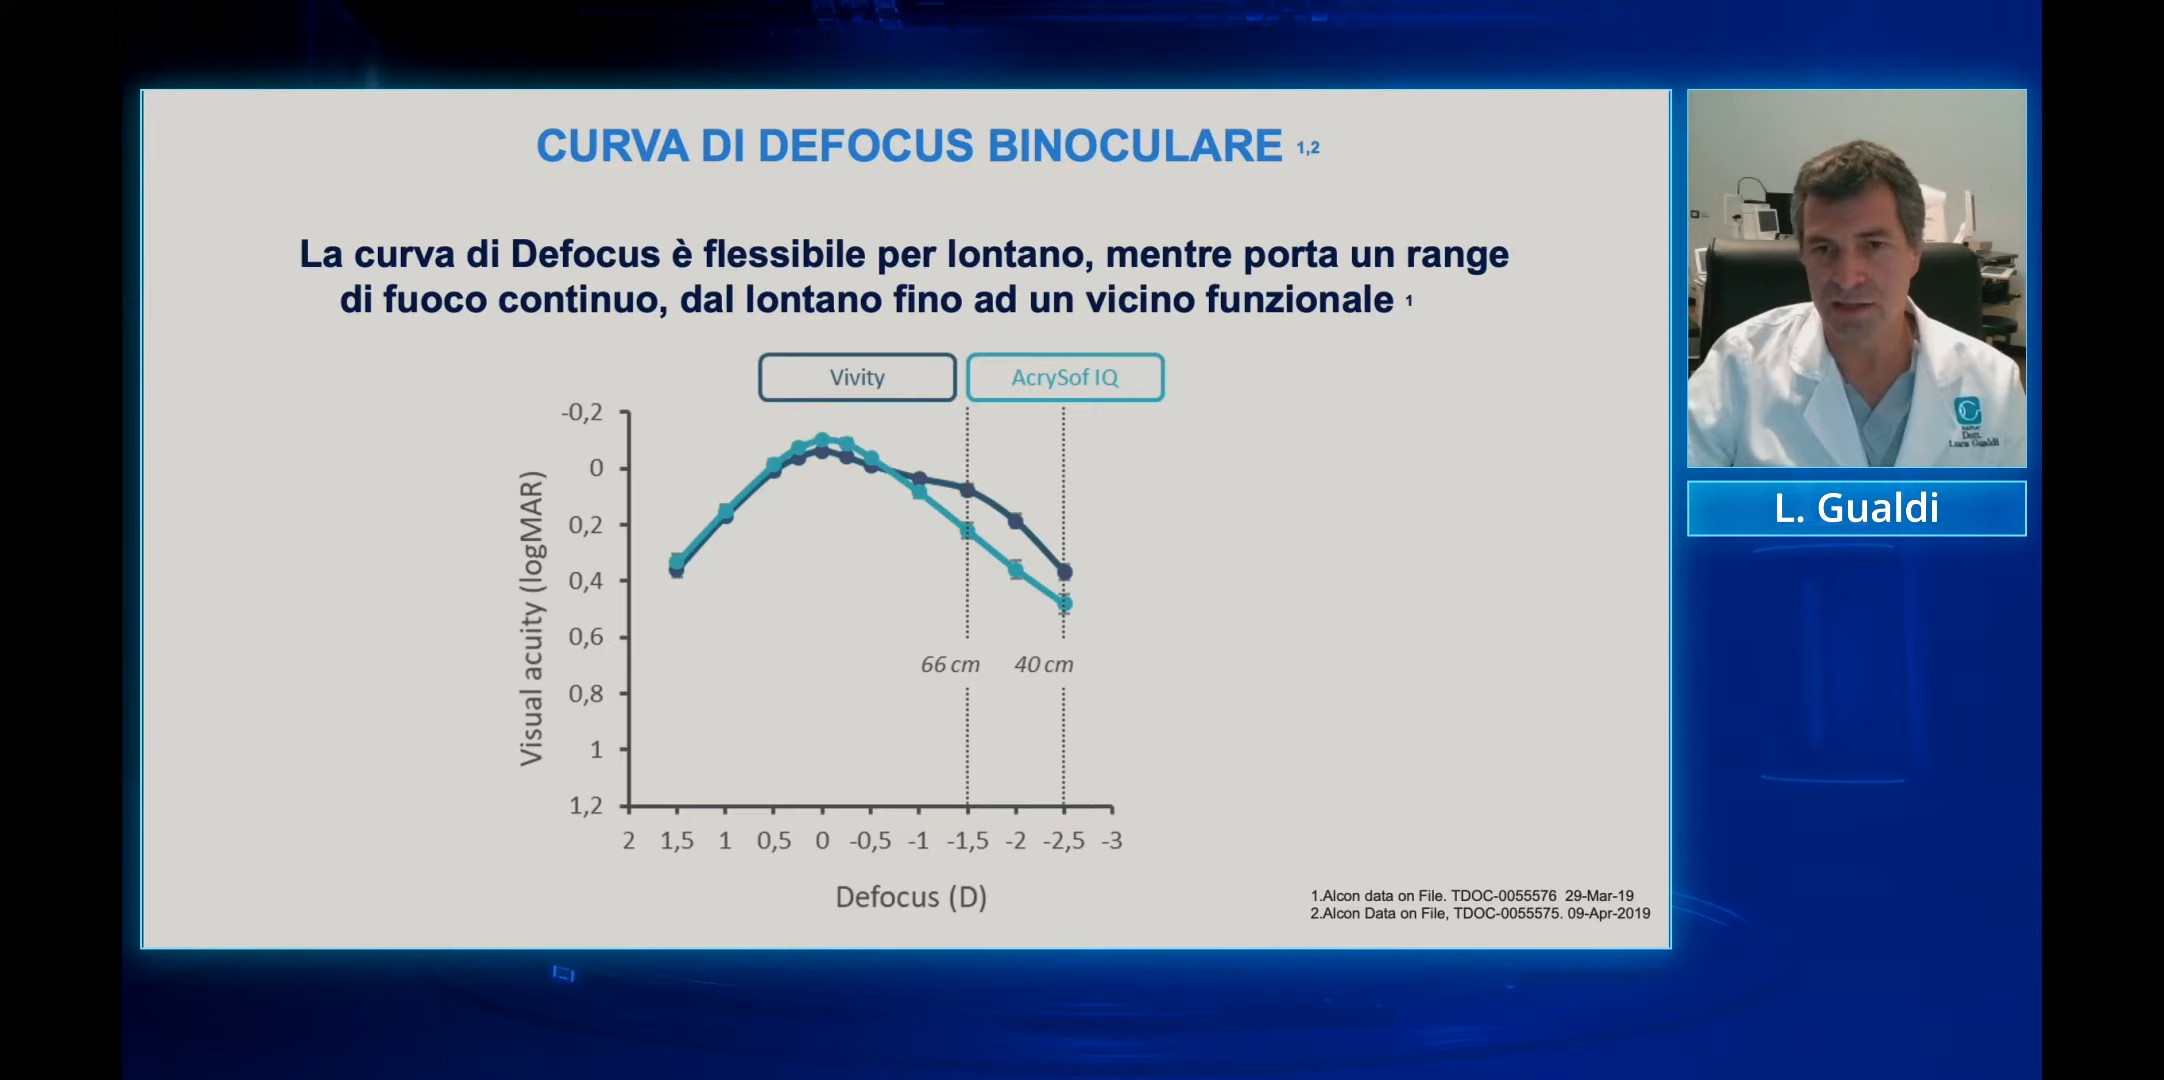 CURVA DI DEFOCUS BINOCULARE 1,2
La curva di Defocus è flessibile per lontano, mentre porta un range
di fuoco continuo, dal lontano fino ad un vicino funzionale 1
Vivity
AcrySof IQ
Visual acuity (logMAR)
-0,2
0
0,2
0,4
0,6
0,8
1
1,2
66 cm
40 cm
2 1,5 1 0,5 0 -0,5 -1 -1,5 -2 -2,5 -3
Defocus (D)
1.Alcon data on File. TDOC-0055576 29-Mar-19
2.Alcon Data on File, TDOC-0055575. 09-Apr-2019
Dott.
Luca Gualdi
L. Gualdi